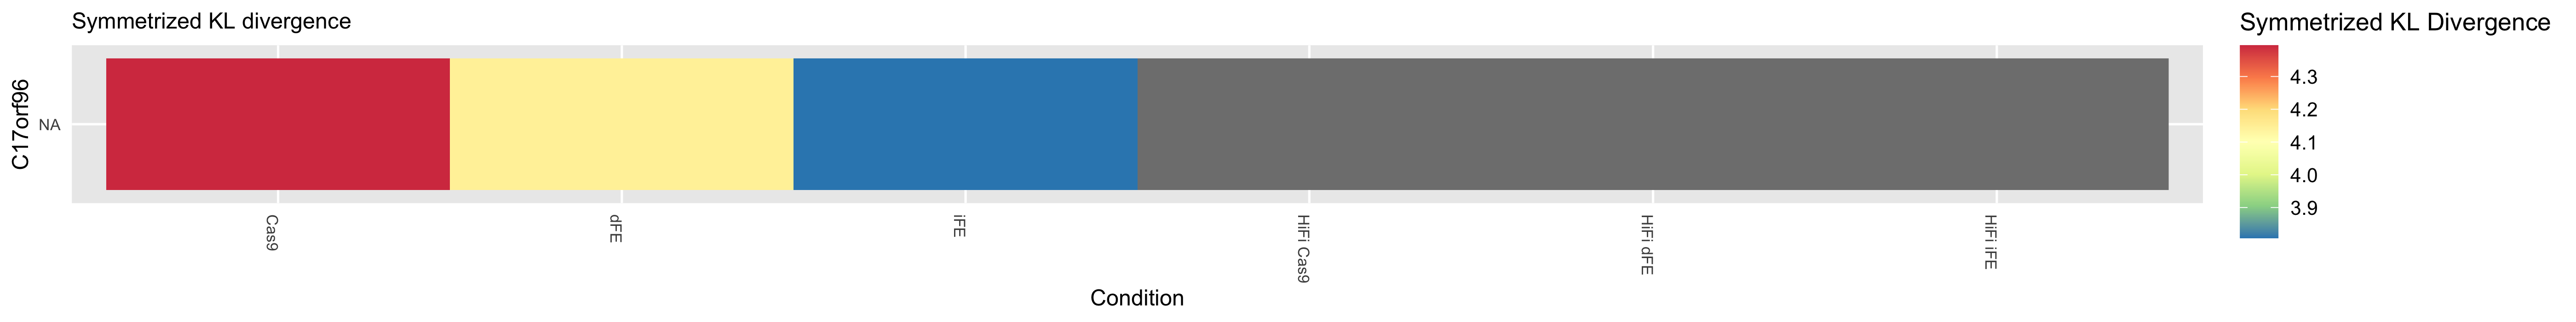 Symmetrized KL divergence
C17orf96
NA
Cas9
dFE
iFE
HiFi Cas9
HiFi dFE
HiFi iFE
Condition
Symmetrized KL Divergence
4.3
4.2
4.1
4.0
3.9